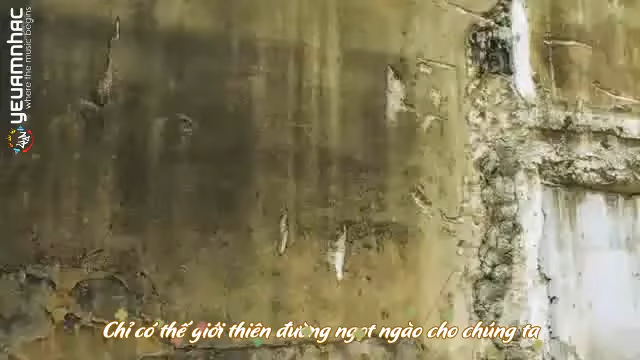 YEUAMNHAC
where the music begins
Chỉ có thế giới thiên đường ngọt ngào cho chúng ta